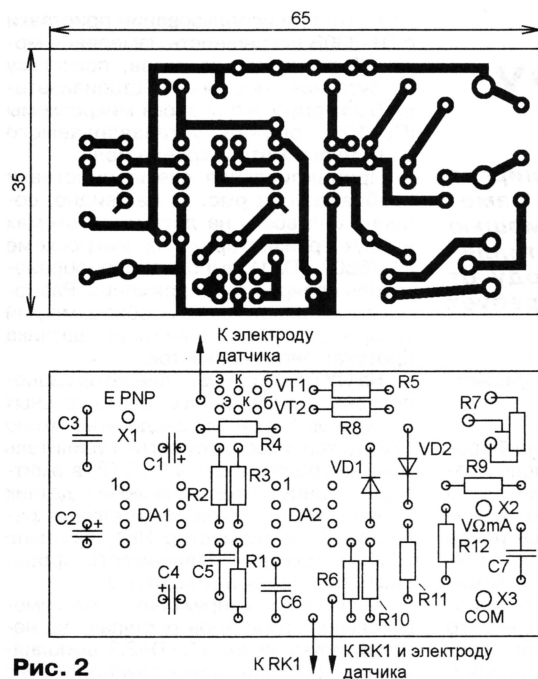 65
35
К электроду
датчика
E PNP
X1
C3
э к б
VT1
R5
э к б
VT2
R8
R7
R4
C1
VD1
VD2
R2
R3
R9
X2
VΩmA
C2
+
1
DA1
1
DA2
R12
C7
C4
+
C5
R1
C6
R6
R10
R11
X3
COM
К RK1
К RK1 и электроду
датчика
Рис. 2